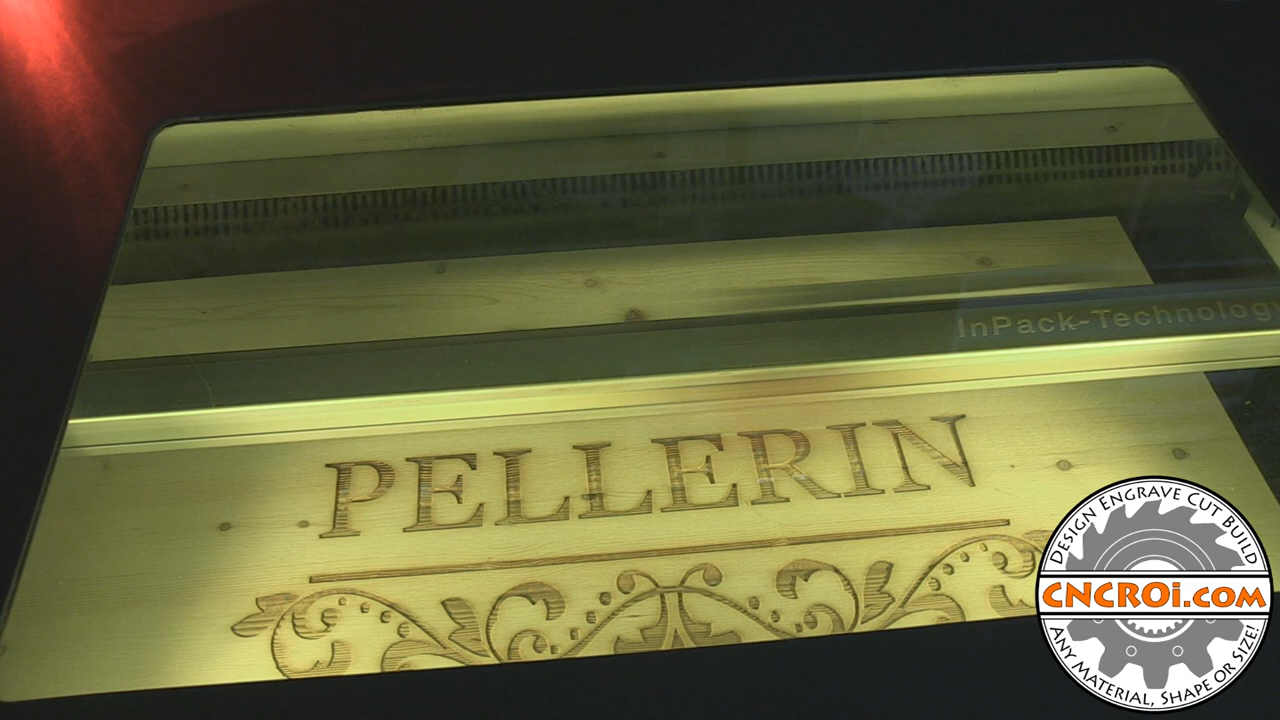 InPack-Technology
PELLERIN
DESIGN ENGRAVE CUT BUILD
CNCROi.com
ANY MATERIAL, SHAPE OR SIZE!